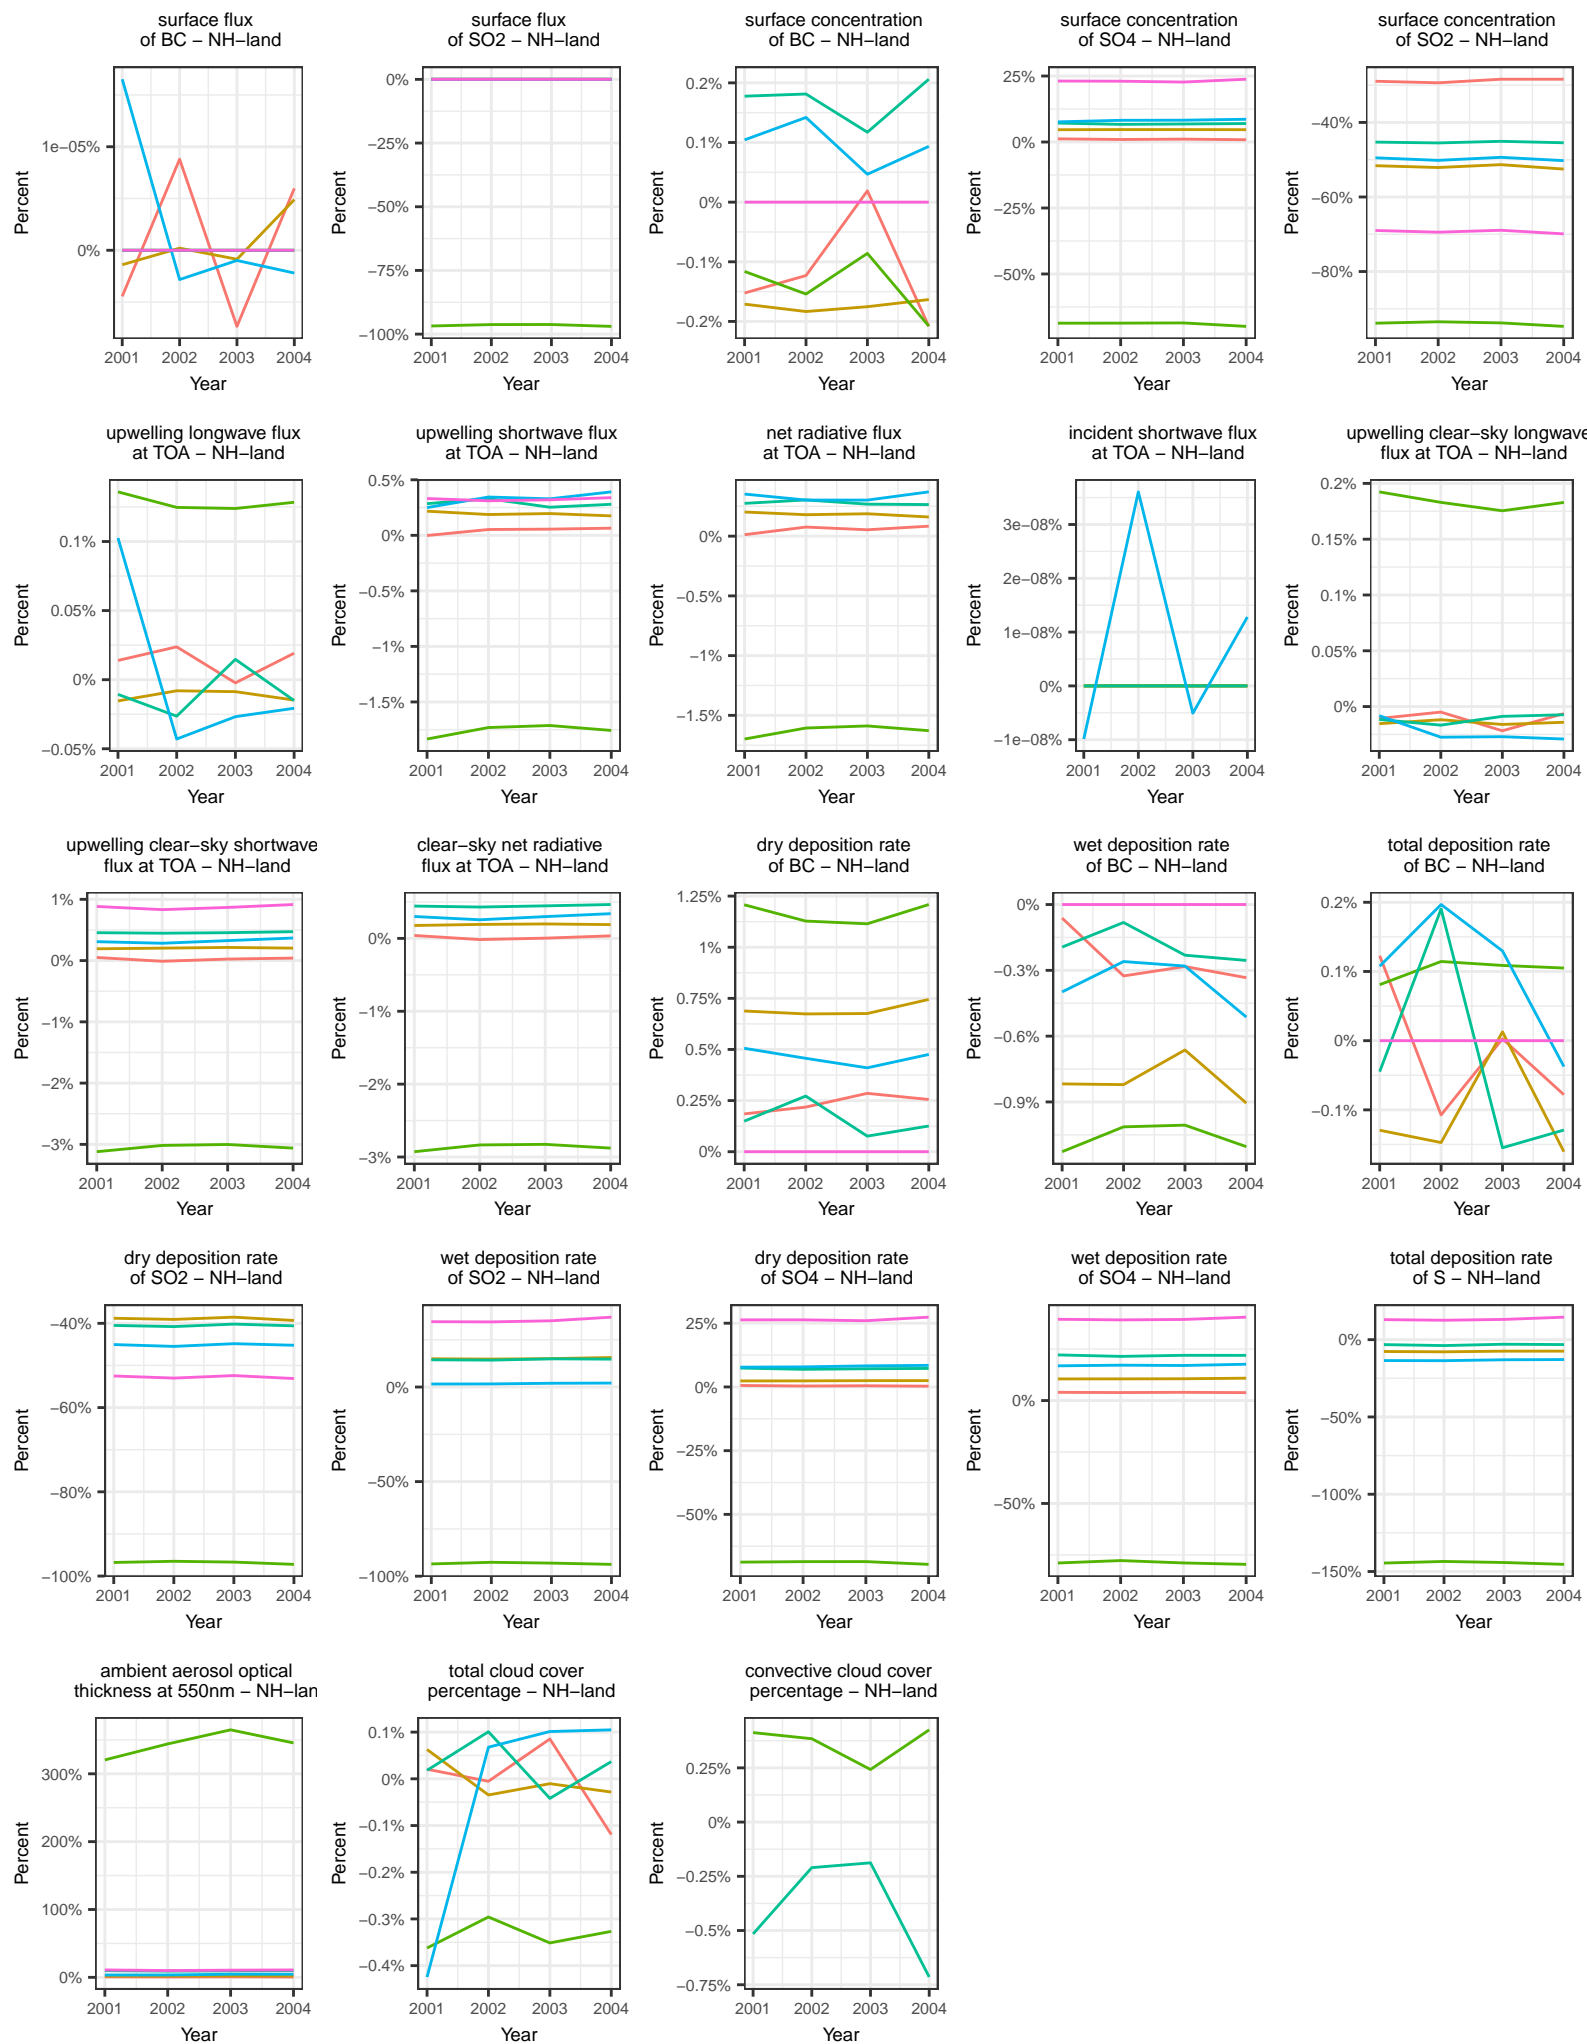 surface flux
of BC − NH−land
Percent
1e−05%
0%
2001 2002 2003 2004
Year
surface flux
of SO2 − NH−land
Percent
0%
−25%
−50%
−75%
−100%
2001 2002 2003 2004
Year
surface concentration
of BC − NH−land
Percent
0.2%
0.1%
0%
−0.1%
−0.2%
2001 2002 2003 2004
Year
surface concentration
of SO4 − NH−land
Percent
25%
0%
−25%
−50%
2001 2002 2003 2004
Year
surface concentration
of SO2 − NH−land
Percent
−40%
−60%
−80%
2001 2002 2003 2004
Year
upwelling longwave flux
at TOA − NH−land
Percent
0.1%
0.05%
0%
−0.05%
2001 2002 2003 2004
Year
upwelling shortwave flux
at TOA − NH−land
Percent
0.5%
0%
−0.5%
−1%
−1.5%
2001 2002 2003 2004
Year
net radiative flux
at TOA − NH−land
Percent
0%
−0.5%
−1%
−1.5%
2001 2002 2003 2004
Year
incident shortwave flux
at TOA − NH−land
Percent
3e−08%
2e−08%
1e−08%
0%
−1e−08%
2001 2002 2003 2004
Year
upwelling clear−sky longwave
flux at TOA − NH−land
Percent
0.2%
0.15%
0.1%
0.05%
0%
2001 2002 2003 2004
Year
upwelling clear−sky shortwave
flux at TOA − NH−land
Percent
1%
0%
−1%
−2%
−3%
2001 2002 2003 2004
Year
clear−sky net radiative
flux at TOA − NH−land
Percent
0%
−1%
−2%
−3%
2001 2002 2003 2004
Year
dry deposition rate
of BC − NH−land
Percent
1.25%
1%
0.75%
0.5%
0.25%
0%
2001 2002 2003 2004
Year
wet deposition rate
of BC − NH−land
Percent
0%
−0.3%
−0.6%
−0.9%
2001 2002 2003 2004
Year
total deposition rate
of BC − NH−land
Percent
0.2%
0.1%
0%
−0.1%
2001 2002 2003 2004
Year
dry deposition rate
of SO2 − NH−land
Percent
−40%
−60%
−80%
−100%
2001 2002 2003 2004
Year
wet deposition rate
of SO2 − NH−land
Percent
0%
−50%
−100%
2001 2002 2003 2004
Year
dry deposition rate
of SO4 − NH−land
Percent
25%
0%
−25%
−50%
2001 2002 2003 2004
Year
wet deposition rate
of SO4 − NH−land
Percent
0%
−50%
2001 2002 2003 2004
Year
total deposition rate
of S − NH−land
Percent
0%
−50%
−100%
−150%
2001 2002 2003 2004
Year
ambient aerosol optical
thickness at 550nm − NH−lan
Percent
300%
200%
100%
0%
2001 2002 2003 2004
Year
total cloud cover
percentage − NH−land
Percent
0.1%
0%
−0.1%
−0.2%
−0.3%
−0.4%
2001 2002 2003 2004
Year
convective cloud cover
percentage − NH−land
Percent
0.25%
0%
−0.25%
−0.5%
−0.75%
2001 2002 2003 2004
Year